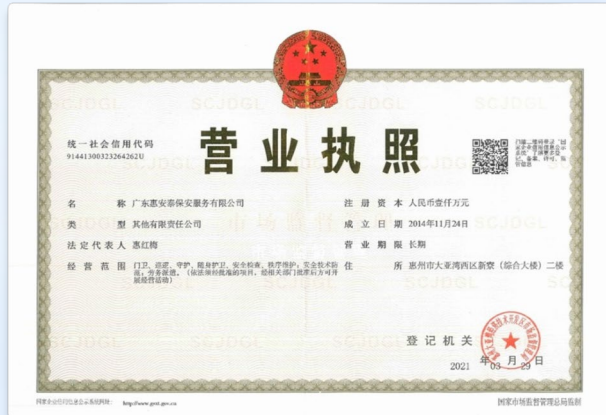 统一社会信用代码
91441300323264262U
营业执照
名称 广东惠安泰保安服务有限公司
类型 其他有限责任公司
法定代表人 惠红梅
经营范围 门卫、巡逻、守护、随身护卫、安全检查、秩序维护;安全技术防
范;劳务派遣。(依法须经批准的项目,经相关部门批准后方可开
展经营活动)
注册资本 人民币壹仟万元
成立日期 2014年11月24日
营业期限 长期
住所 惠州市大亚湾西区新寮(综合大楼)二楼
登记机关
2021 年 03 月 29 日
国家企业信用信息公示系统网址:
http://www.gsxt.gov.cn
国家市场监督管理总局监制
SCJDGL